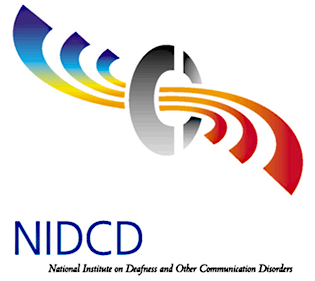 NIDCD
National Institute on Deafness and Other Communication Disorders